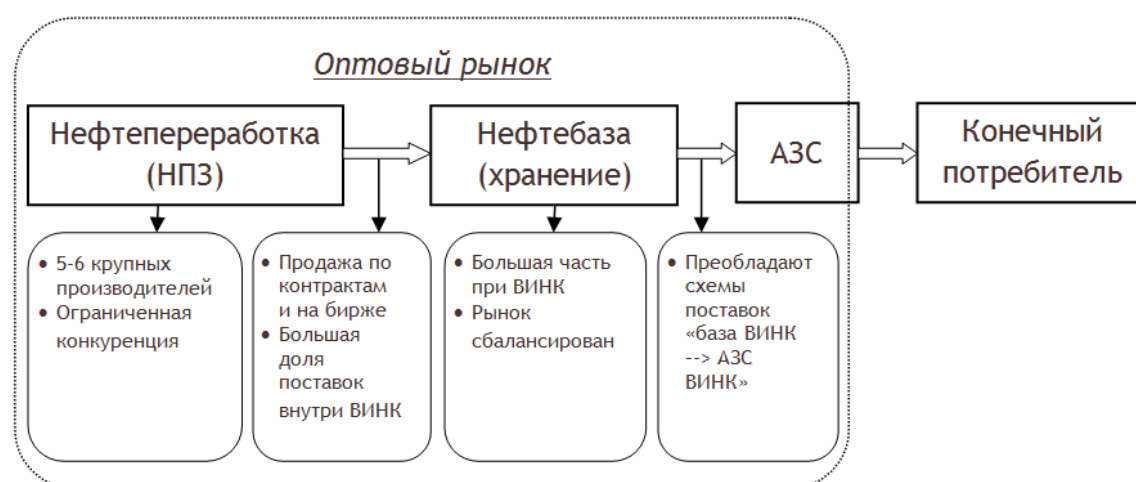 Оптовый рынок
Нефтепереработка
(НПЗ)
Нефтебаза
(хранение)
АЗС
Конечный
потребитель
• 5-6 крупных
производителей
• Ограниченная
конкуренция
• Продажа по
контрактам
и на бирже
• Большая
доля
поставок
внутри ВИНК
• Большая часть
при ВИНК
• Рынок
сбалансирован
• Преобладают
схемы
поставок
«база ВИНК
--> АЗС
ВИНК»